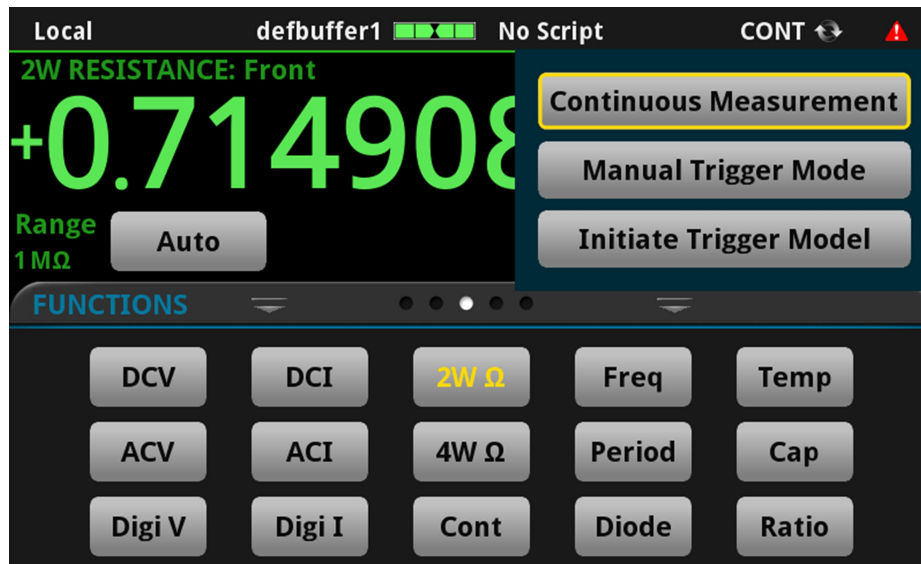 Local defbuffer1 No Script CONT
2W RESISTANCE: Front
+0.714908
Continuous Measurement
Manual Trigger Mode
Initiate Trigger Model
Range
1 MΩ
Auto
FUNCTIONS
DCV DCI 2W Ω Freq Temp
ACV ACI 4W Ω Period Cap
Digi V Digi I Cont Diode Ratio